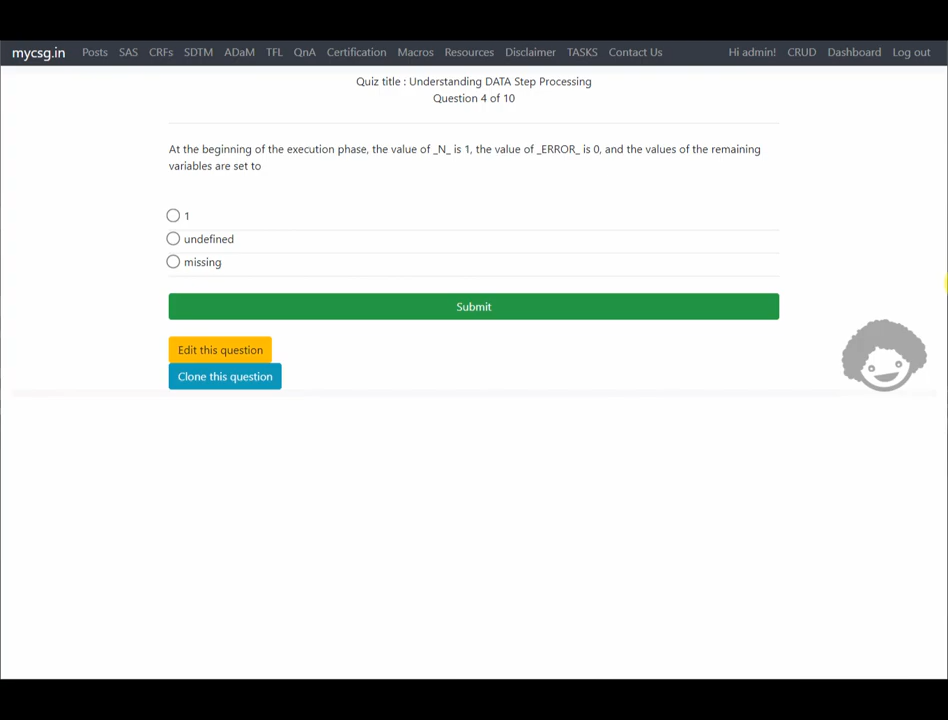 mycsg.in Posts SAS CRFs SDTM ADaM TFL QnA Certification Macros Resources Disclaimer TASKS Contact Us Hi admin! CRUD Dashboard Log out
Quiz title : Understanding DATA Step Processing
Question 4 of 10
At the beginning of the execution phase, the value of _N_ is 1, the value of _ERROR_ is 0, and the values of the remaining
variables are set to
1
undefined
missing
Submit
Edit this question
Clone this question